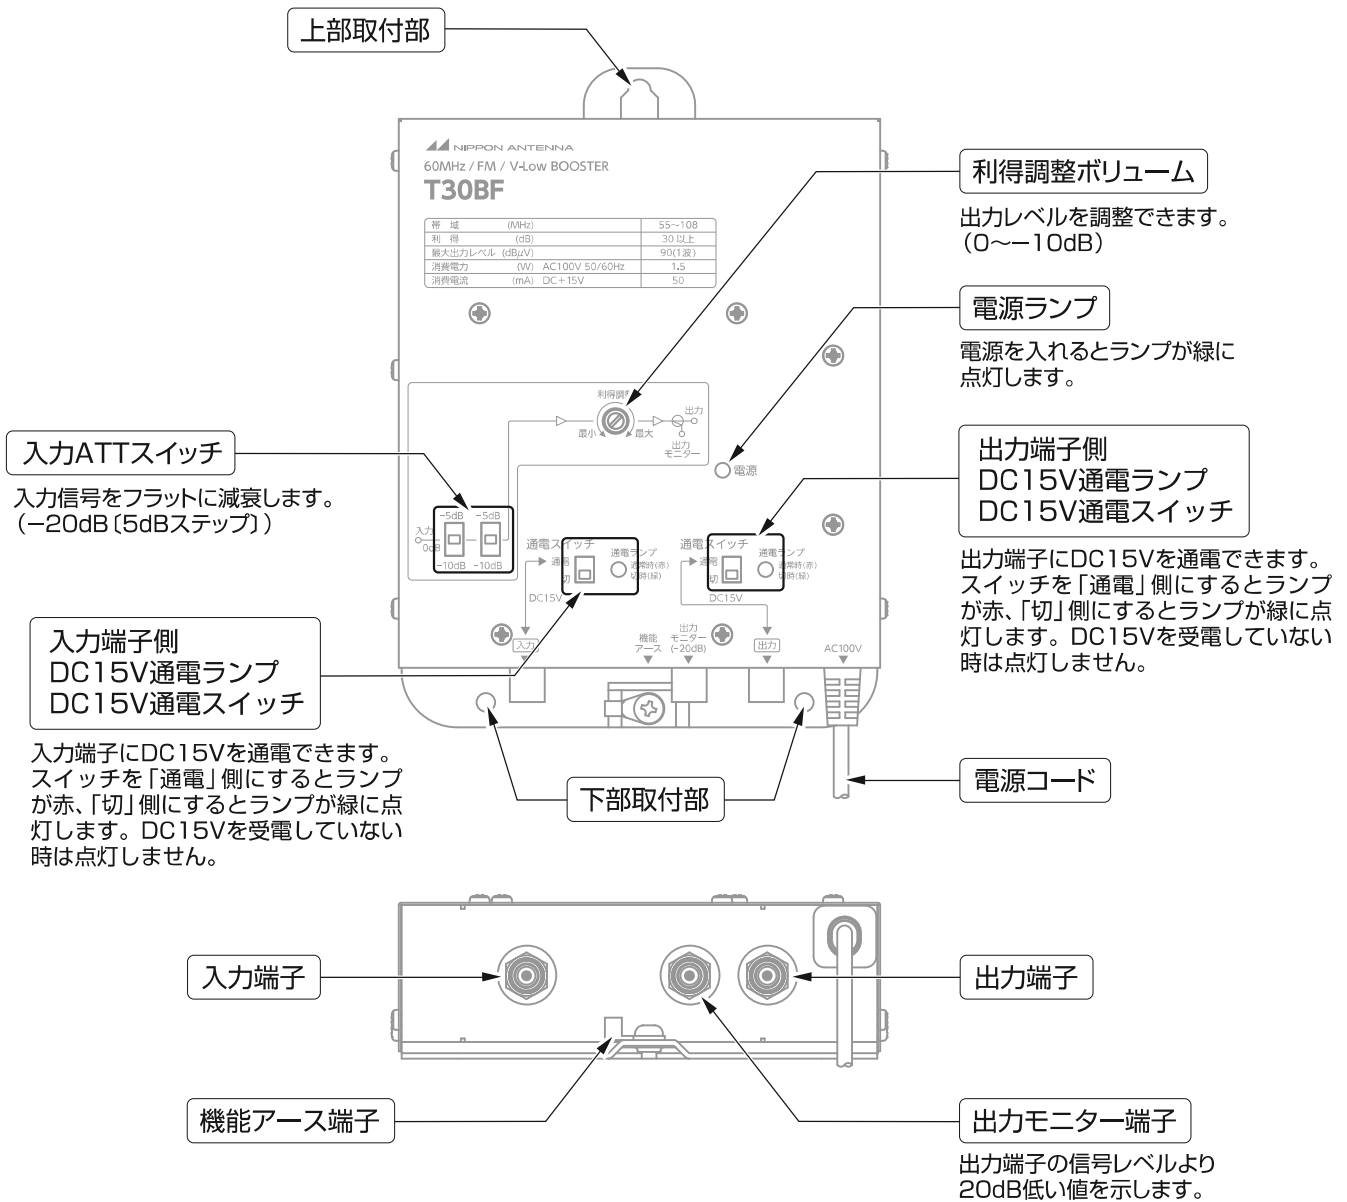 上部取付部
NIPPON ANTENNA
60MHz / FM / V-Low BOOSTER
T30BF
帯 域 (MHz) 55～108
利 得 (dB) 30 以上
最大出力レベル (dBμV) 90(1波)
消費電力 (W) AC100V 50/60Hz 1.5
消費電流 (mA) DC+15V 50
利得調整ボリューム
出力レベルを調整できます。
（0～－10dB）
電源ランプ
電源を入れるとランプが緑に
点灯します。
利得調
最小
最大
出力
出力
モニター
電源
入力ATTスイッチ
入力信号をフラットに減衰します。
（－20dB〔5dBステップ〕）
-5dB -5dB
入力
0dB
-10dB -10dB
通電スイッチ
通電ランプ
通電
通常時(赤)
切
切時(緑)
DC15V
通電スイッチ
通電ランプ
通電
通常時(赤)
切
切時(緑)
DC15V
出力端子側
DC15V通電ランプ
DC15V通電スイッチ
出力端子にDC15Vを通電できます。
スイッチを「通電」側にするとランプ
が赤、「切」側にするとランプが緑に点
灯します。DC15Vを受電していない
時は点灯しません。
入力端子側
DC15V通電ランプ
DC15V通電スイッチ
入力端子にDC15Vを通電できます。
スイッチを「通電」側にするとランプ
が赤、「切」側にするとランプが緑に点
灯します。DC15Vを受電していない
時は点灯しません。
入力
機能
アース
出力
モニター
(-20dB)
出力
AC100V
下部取付部
電源コード
入力端子
出力端子
機能アース端子
出力モニター端子
出力端子の信号レベルより
20dB低い値を示します。